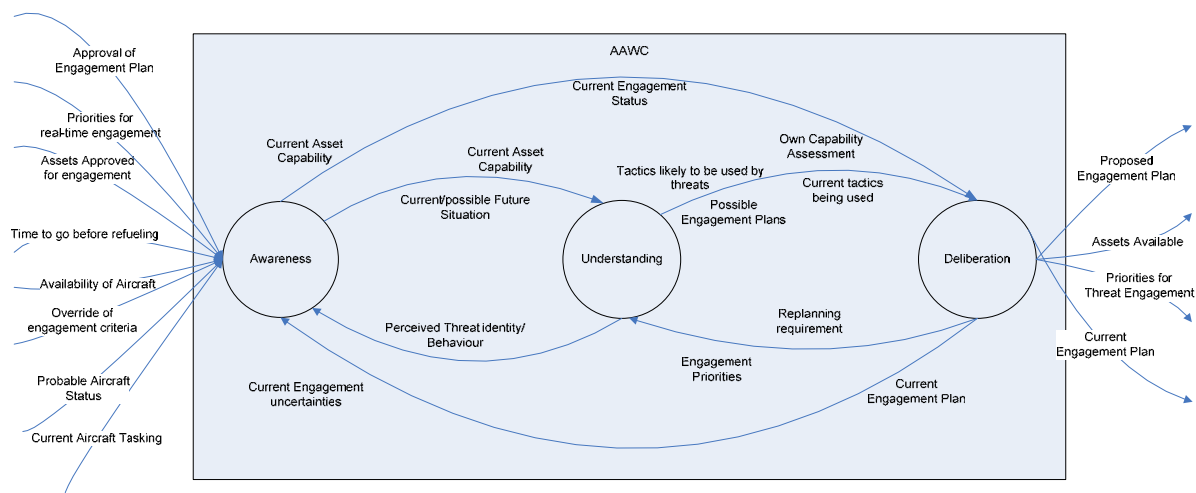 AAWC
Approval of
Engagement Plan
Priorities for
real-time engagement
Assets Approved
for engagement
Time to go before refueling
Availability of Aircraft
Override of
engagement criteria
Probable Aircraft
Status
Current Aircraft Tasking
Current Engagement
Status
Current Asset
Capability
Current Asset
Capability
Current/possible Future
Situation
Tactics likely to be used by
threats
Own Capability
Assessment
Current tactics
being used
Possible
Engagement Plans
Awareness
Understanding
Deliberation
Perceived Threat identity/
Behaviour
Replanning
requirement
Engagement
Priorities
Current Engagement
uncertainties
Current
Engagement Plan
Proposed
Engagement Plan
Assets Available
Priorities for
Threat Engagement
Current
Engagement Plan